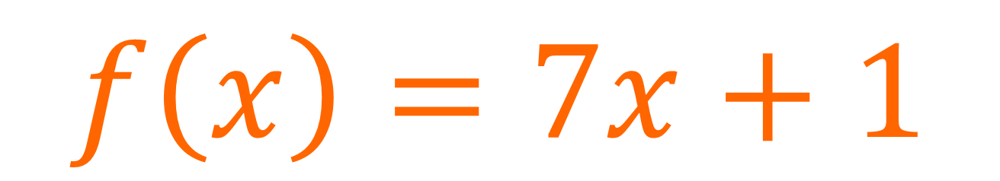 f(x) = 7x + 1